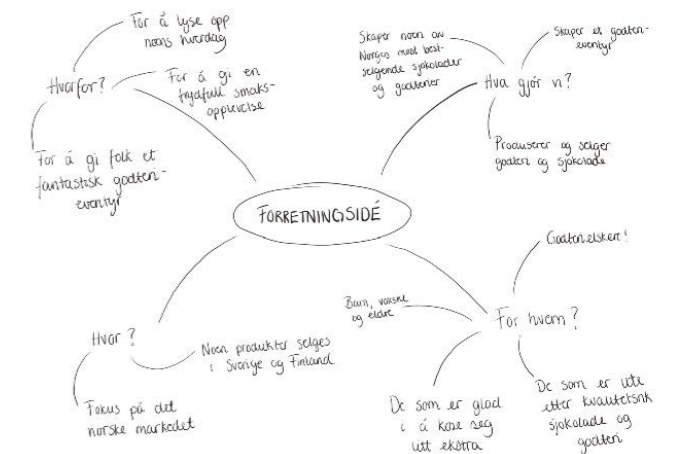 For å lyse opp
noens hverdag
Hvorfor?
For å gi en
trydfull smaks-
opplevelse
For å gi folk et
fantastisk godteri-
eventyr
Skaper noen av
Norges mest best-
selgende sjokolader
og godterier
Skaper et godteri-
eventyr
Hva gjør vi?
Produserer og selger
godteri og sjokolade
FORRETNINGSIDÉ
Hvor?
Noen produkter selges
i Sverige og Finland
Fokus på det
norske markedet
Godterielskere!
Barn, voksne
og eldre
For hvem?
De som er glad
i å kose seg
litt ekstra
De som er ute
etter kvalitetsrik
sjokolade og
godteri